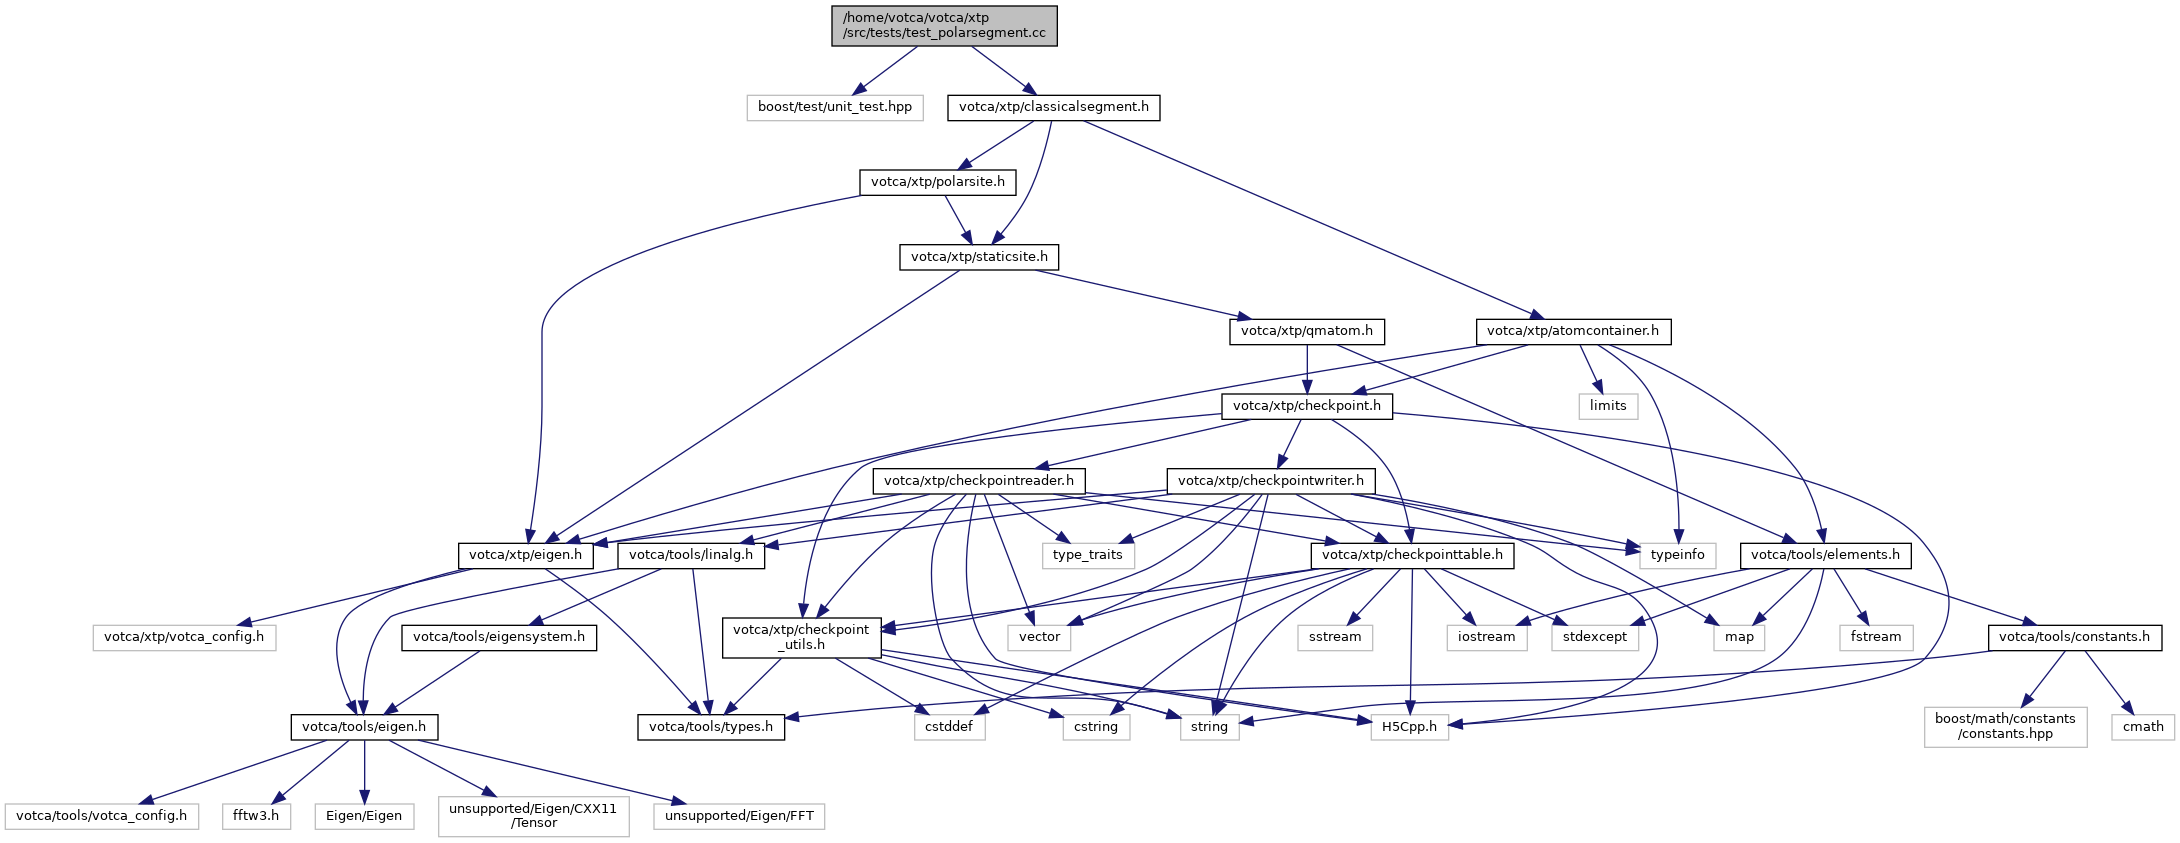 /home/votca/votca/xtp
/src/tests/test_polarsegment.cc
boost/test/unit_test.hpp
votca/xtp/classicalsegment.h
votca/xtp/polarsite.h
votca/xtp/staticsite.h
votca/xtp/qmatom.h
votca/xtp/atomcontainer.h
votca/xtp/checkpoint.h
limits
votca/xtp/checkpointreader.h
votca/xtp/checkpointwriter.h
votca/xtp/eigen.h
votca/tools/linalg.h
type_traits
votca/xtp/checkpointtable.h
typeinfo
votca/tools/elements.h
votca/xtp/votca_config.h
votca/tools/eigensystem.h
votca/xtp/checkpoint
_utils.h
vector
sstream
iostream
stdexcept
map
fstream
votca/tools/constants.h
votca/tools/eigen.h
votca/tools/types.h
cstddef
cstring
string
H5Cpp.h
boost/math/constants
/constants.hpp
cmath
votca/tools/votca_config.h
fftw3.h
Eigen/Eigen
unsupported/Eigen/CXX11
/Tensor
unsupported/Eigen/FFT